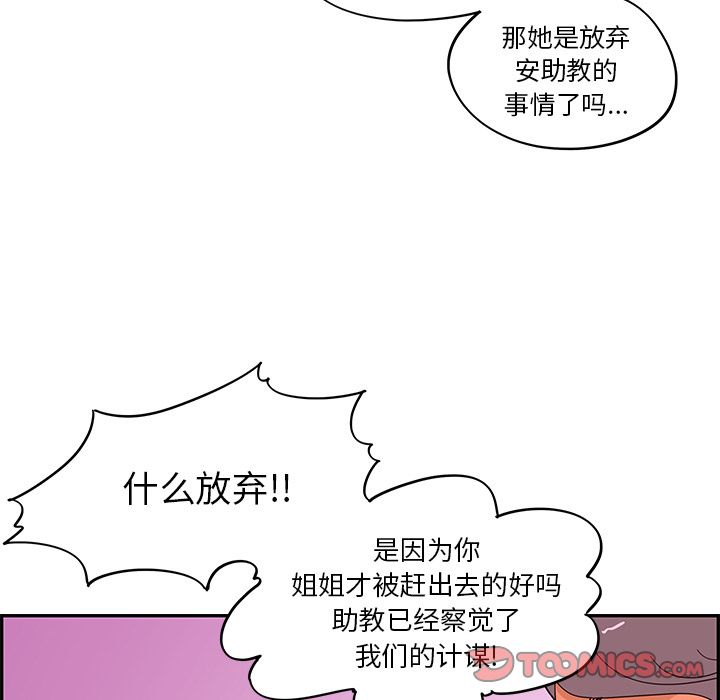 那她是放弃
安助教的
事情了吗...
什么放弃!!
是因为你
姐姐才被赶出去的好吗
助教已经察觉了
我们的计谋!
TOOMICS.COM